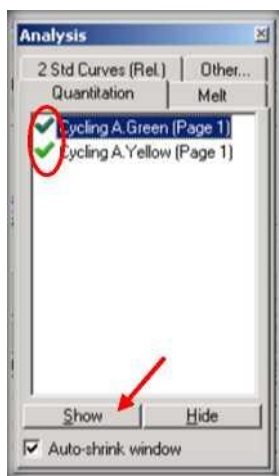 Analysis
2 Std Curves (Rel.) Other...
Quantitation Melt
Cycling A.Green (Page 1)
Cycling A.Yellow (Page 1)
Show Hide
Auto-shrink window